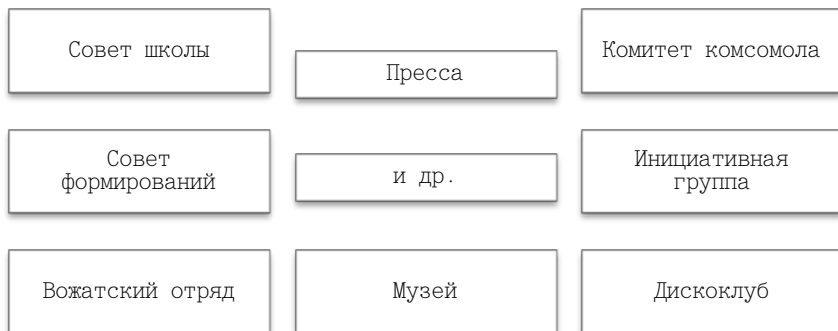 Совет школы
Пресса
Комитет комсомола
Совет
формирований
и др.
Инициативная
группа
Вожатский отряд
Музей
Дискоклуб